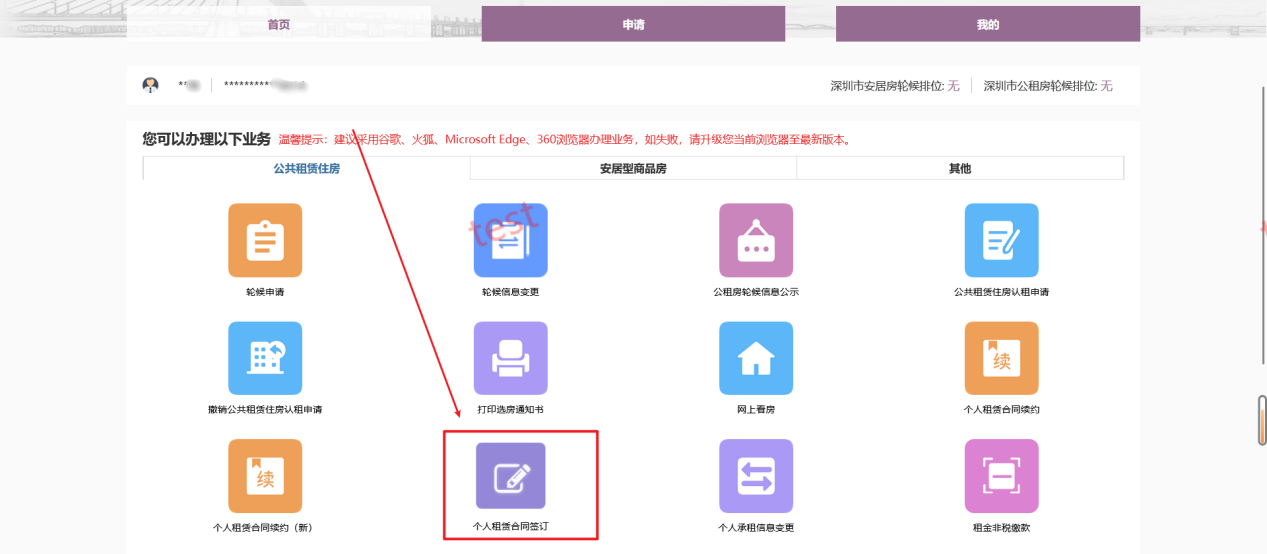 首页 申请 我的
深圳市安居房轮候排位: 无 深圳市公租房轮候排位: 无
您可以办理以下业务 温馨提示：建议采用谷歌、火狐、Microsoft Edge、360浏览器办理业务，如失败，请升级您当前浏览器至最新版本。
公共租赁住房 安居型商品房 其他
test
轮候申请 轮候信息变更 公租房轮候信息公示 公共租赁住房认租申请
续
撤销公共租赁住房认租申请 打印选房通知书 网上看房 个人租赁合同续约
续
个人租赁合同续约（新） 个人租赁合同签订 个人承租信息变更 租金非税缴款